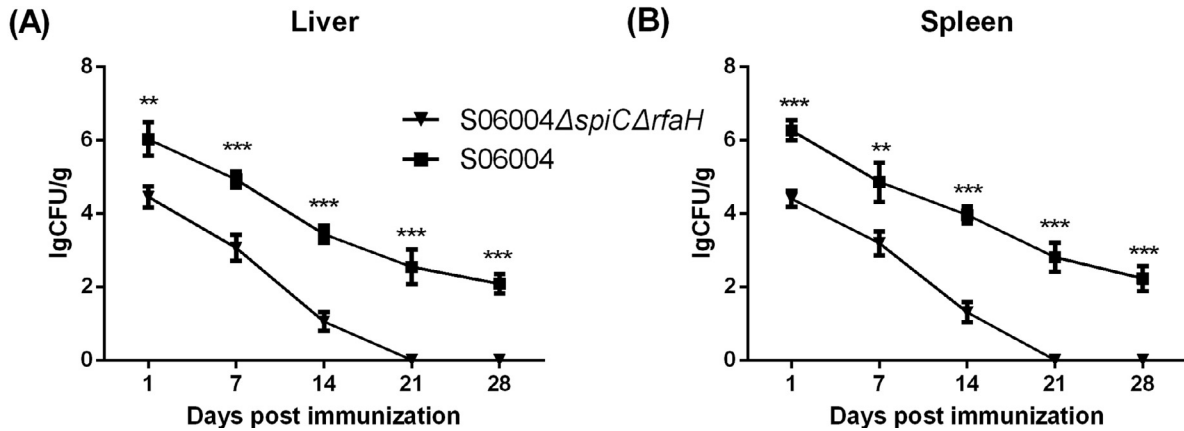 (A)
Liver
lgCFU/g
8
6
4
2
0
**
***
***
***
***
1 7 14 21 28
Days post immunization
S06004ΔspiCΔrfaH
S06004
(B)
Spleen
lgCFU/g
8
6
4
2
0
***
**
***
***
***
1 7 14 21 28
Days post immunization